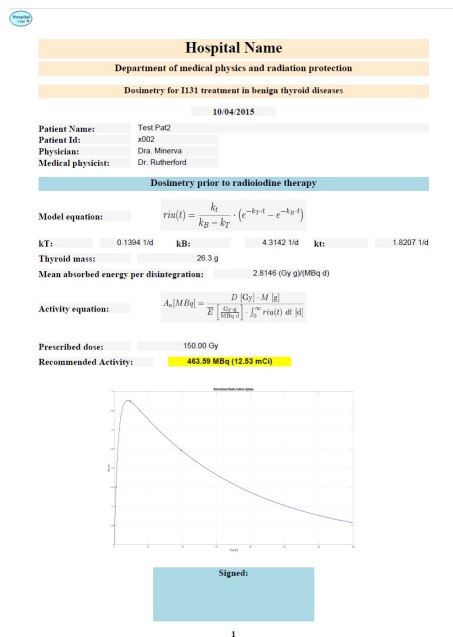 Hospital
Logo
Hospital Name
Department of medical physics and radiation protection
Dosimetry for I131 treatment in benign thyroid diseases
10/04/2015
Patient Name: Test Pat2
Patient Id: x002
Physician: Dra. Minerva
Medical physicist: Dr. Rutherford
Dosimetry prior to radioiodine therapy
Model equation: riu(t) = k_t / (k_B − k_T) · (e^{−k_T·t} − e^{−k_B·t})
kT: 0.1394 1/d kB: 4.3142 1/d kt: 1.8207 1/d
Thyroid mass: 26.3 g
Mean absorbed energy per disintegration: 2.8146 (Gy g)/(MBq d)
Activity equation: A_a[MBq] = D [Gy] · M [g] / (E̅ [Gy·g / MBq·d] · ∫_0^∞ riu(t) dt [d])
Prescribed dose: 150.00 Gy
Recommended Activity: 463.59 MBq (12.53 mCi)
Signed:
1